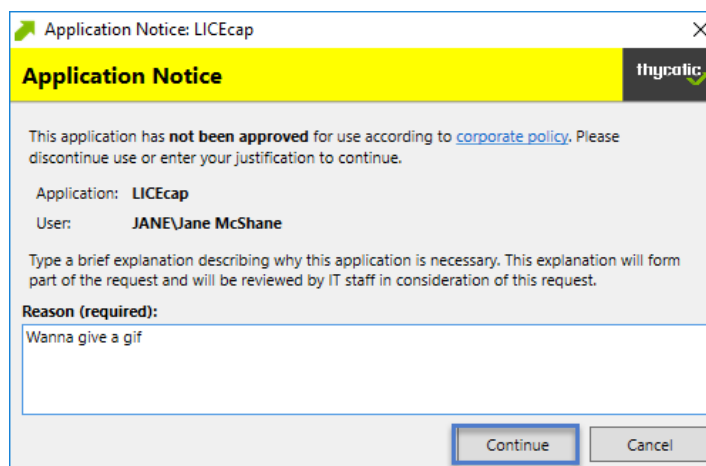 Application Notice: LICEcap
Application Notice
thycotic
This application has not been approved for use according to corporate policy. Please
discontinue use or enter your justification to continue.
Application: LICEcap
User: JANE\Jane McShane
Type a brief explanation describing why this application is necessary. This explanation will form
part of the request and will be reviewed by IT staff in consideration of this request.
Reason (required):
Wanna give a gif
Continue Cancel